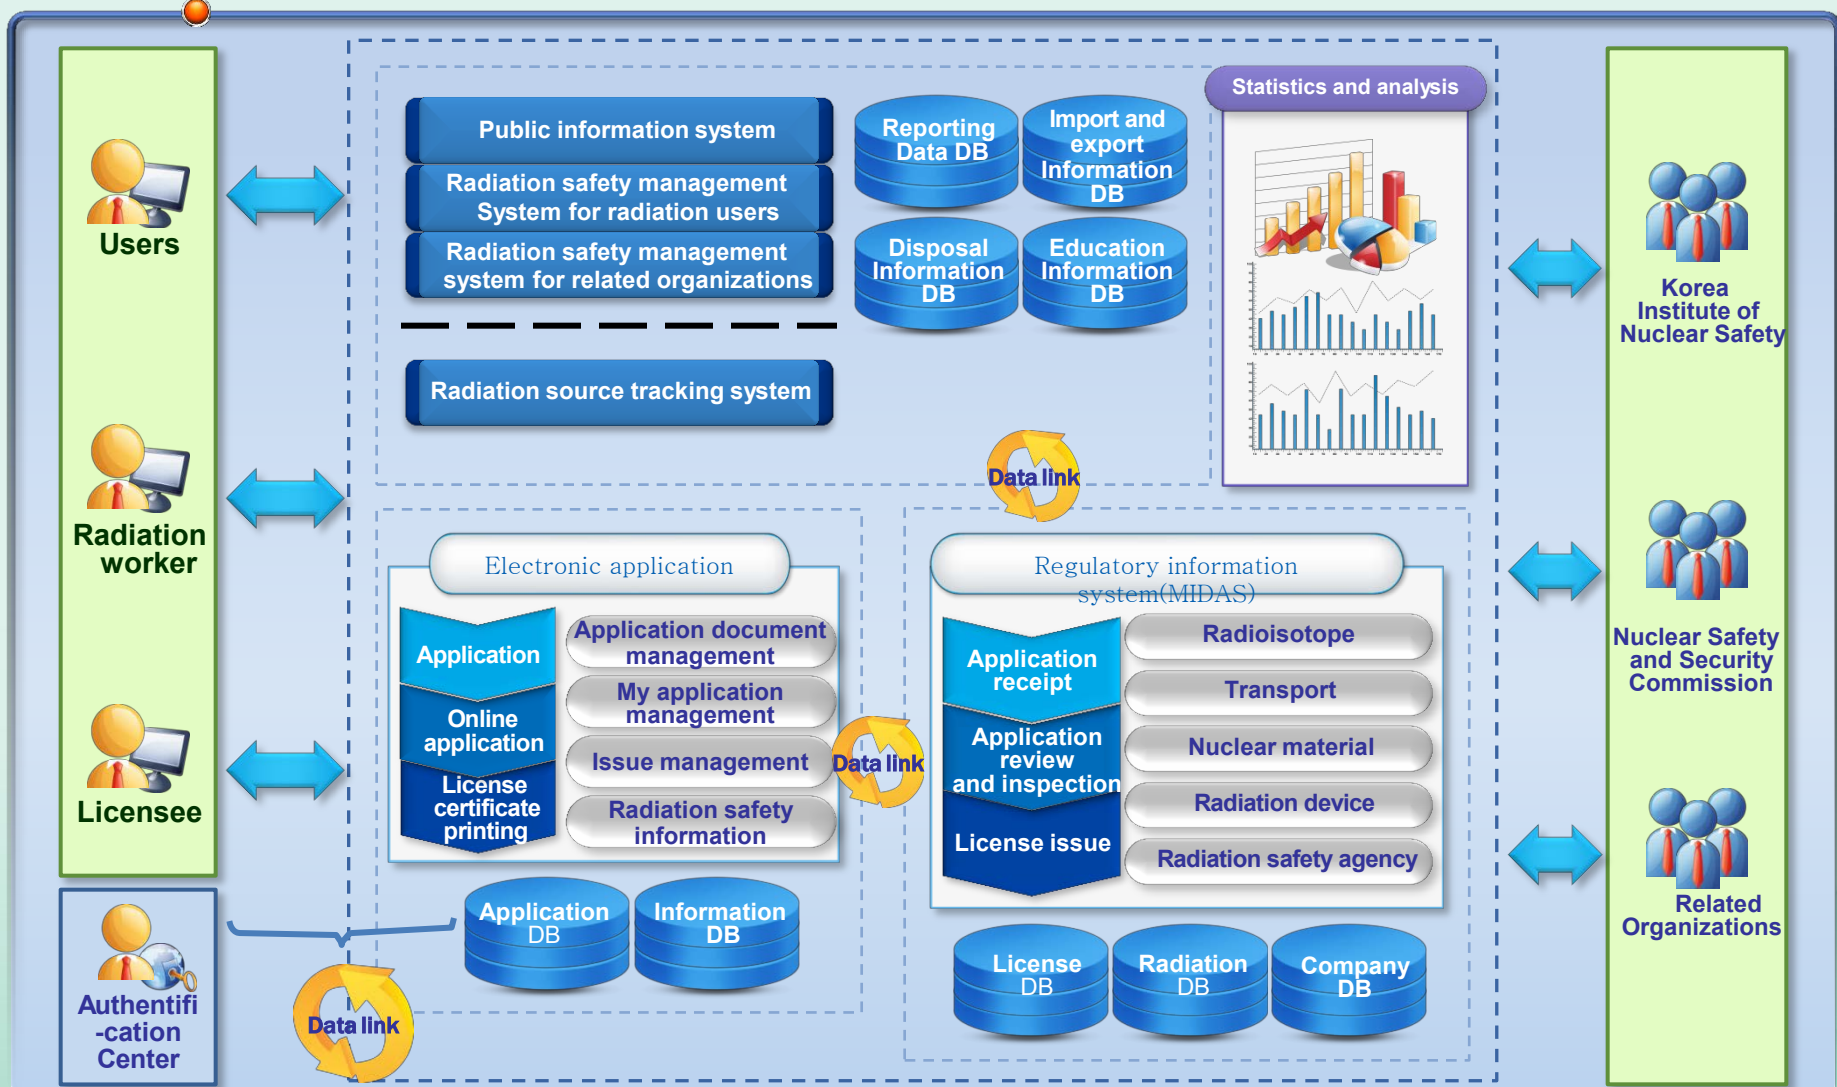 Users
Radiation
worker
Licensee
Authentifi
-cation
Center
Public information system
Radiation safety management
System for radiation users
Radiation safety management
system for related organizations
Radiation source tracking system
Reporting
Data DB
Import and
export
Information
DB
Disposal
Information
DB
Education
Information
DB
Statistics and analysis
Data link
Electronic application
Application
Online
application
License
certificate
printing
Application document
management
My application
management
Issue management
Radiation safety
information
Application
DB
Information
DB
Data link
Data link
Regulatory information
system(MIDAS)
Application
receipt
Application
review
and inspection
License issue
Radioisotope
Transport
Nuclear material
Radiation device
Radiation safety agency
License
DB
Radiation
DB
Company
DB
Korea
Institute of
Nuclear Safety
Nuclear Safety
and Security
Commission
Related
Organizations